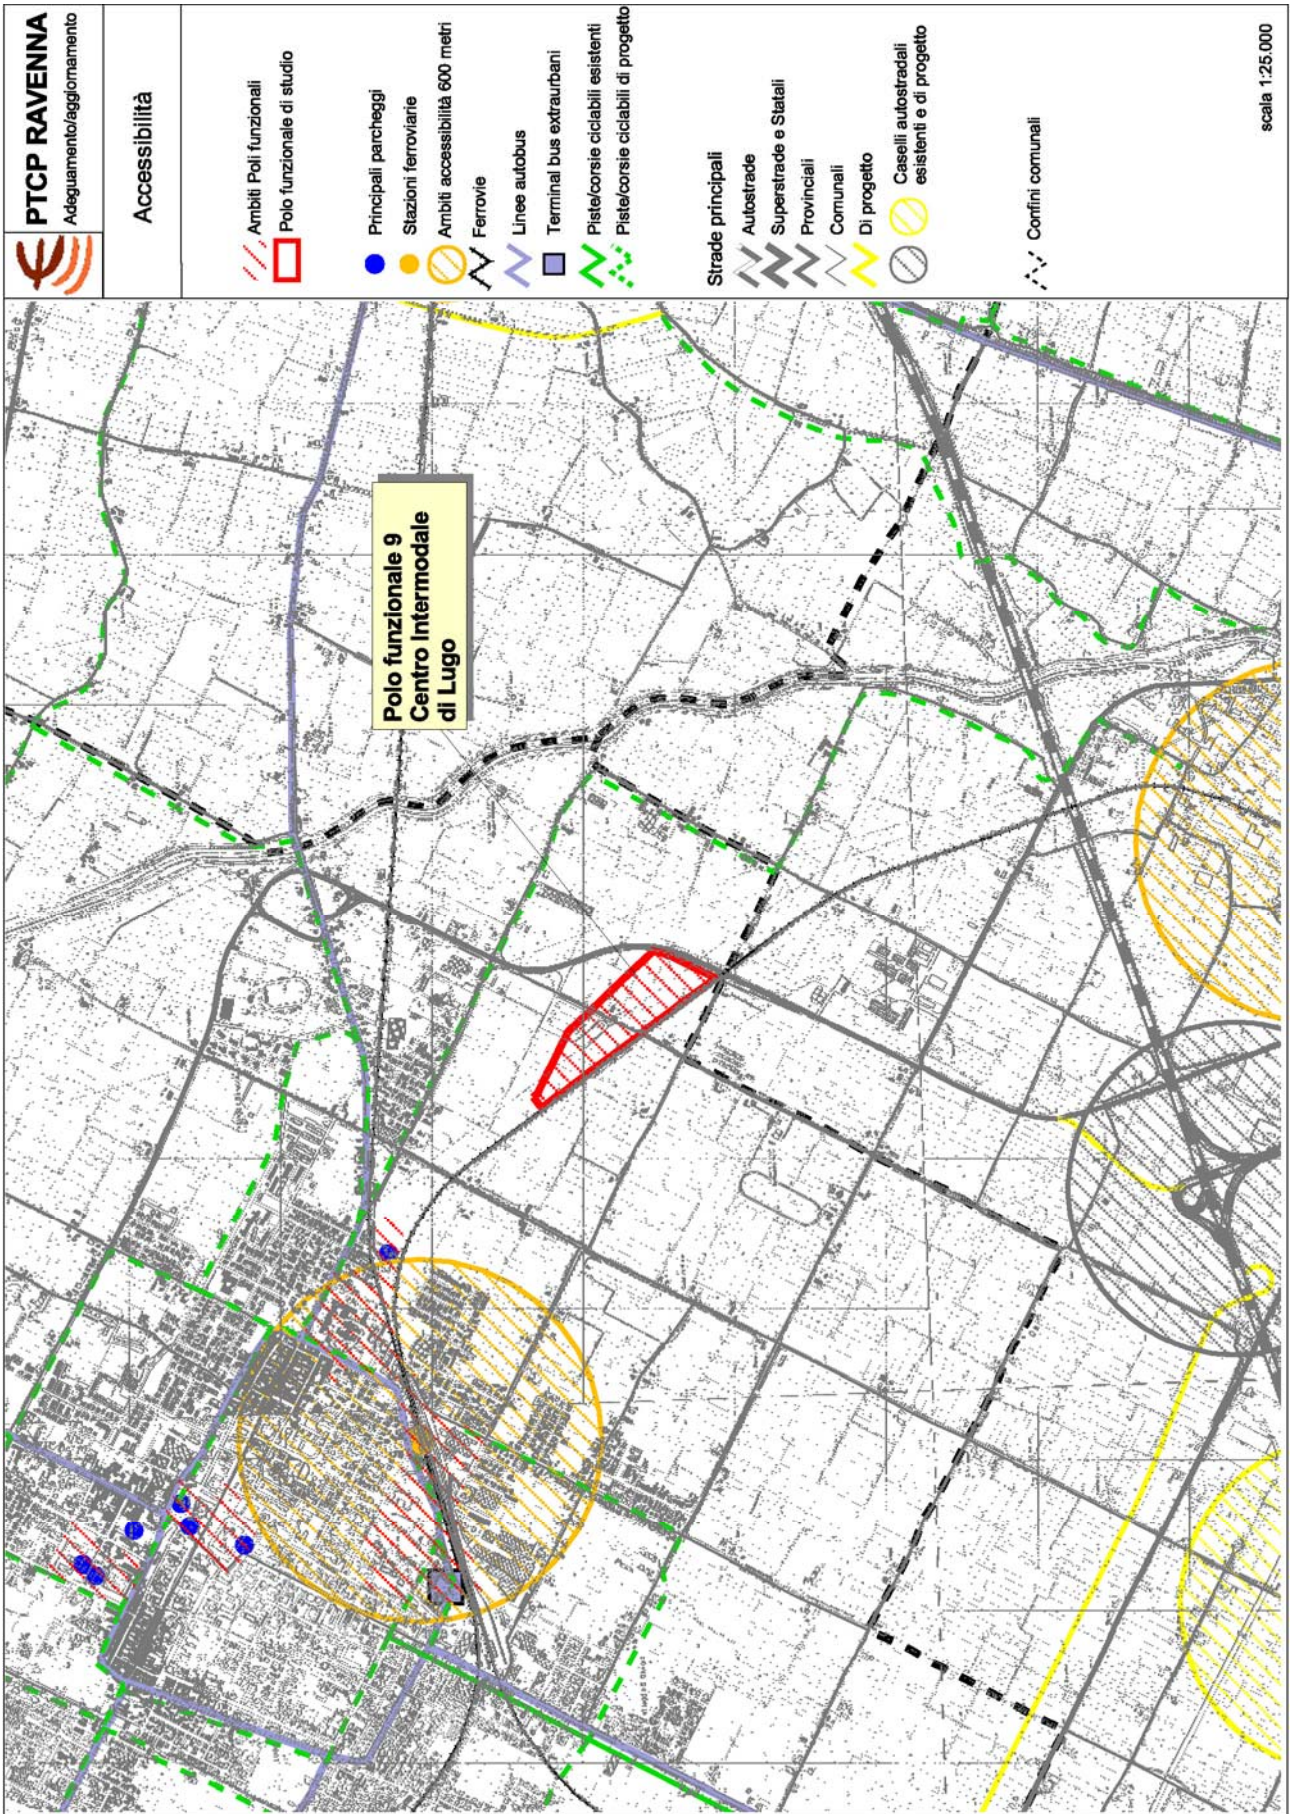 PTCP RAVENNA
Adeguamento/aggiornamento
Accessibilità
Ambiti Poli funzionali
Polo funzionale di studio
Principali parcheggi
Stazioni ferroviarie
Ambiti accessibilità 600 metri
Ferrovie
Linee autobus
Terminal bus extraurbani
Piste/corsie ciclabili esistenti
Piste/corsie ciclabili di progetto
Strade principali
Autostrade
Superstrade e Statali
Provinciali
Comunali
Di progetto
Caselli autostradali
esistenti e di progetto
Confini comunali
scala 1:25.000
Polo funzionale 9
Centro Intermodale
di Lugo